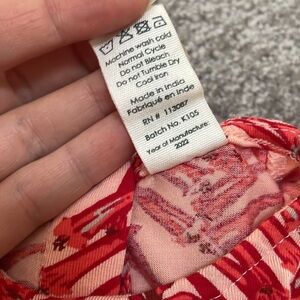 Machine wash cold
Normal Cycle
Do not Bleach
Do not Tumble Dry
Cool Iron
Made in India
Fabriqué en Inde
RN # 113087
Batch No. K105
Year of Manufacture:
2022